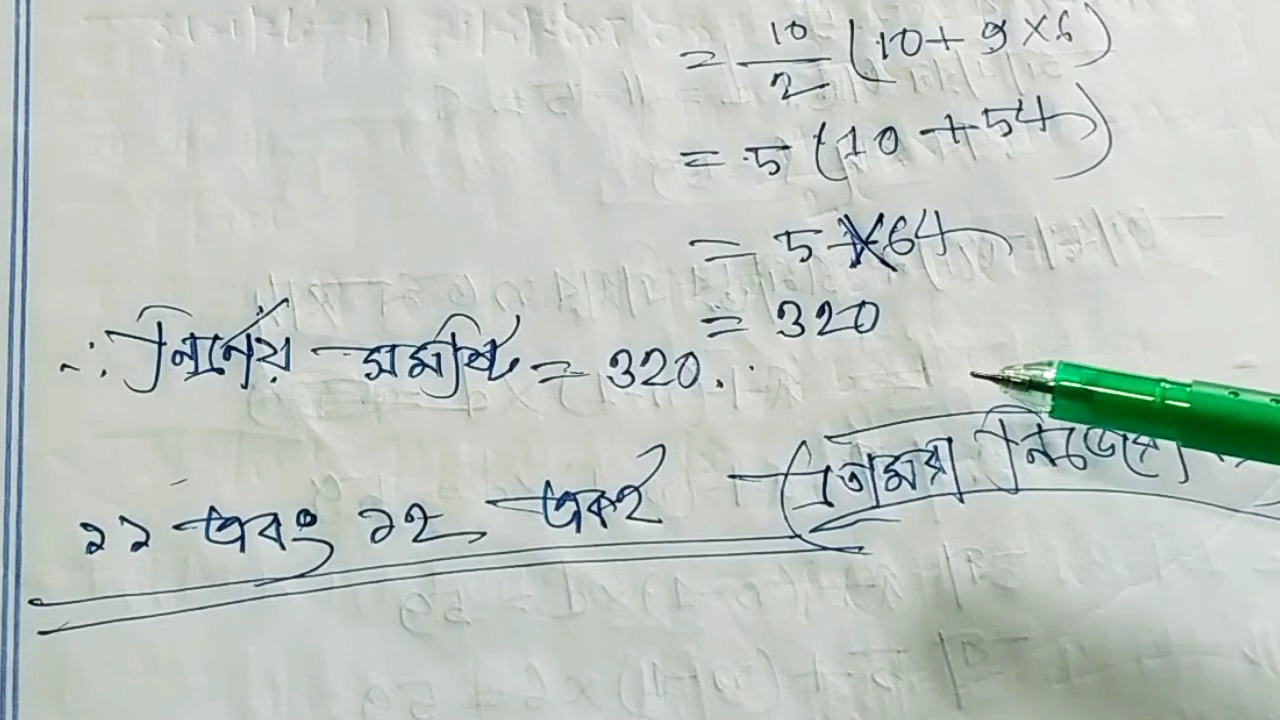 = 10/2 (10 + 9 × 6)
= 5 (10 + 54)
= 5 × 64
= 320
∴ নির্ণেয় সমষ্টি = 320.
১১ এবং ১২ একই (তোমরা নিজেরা